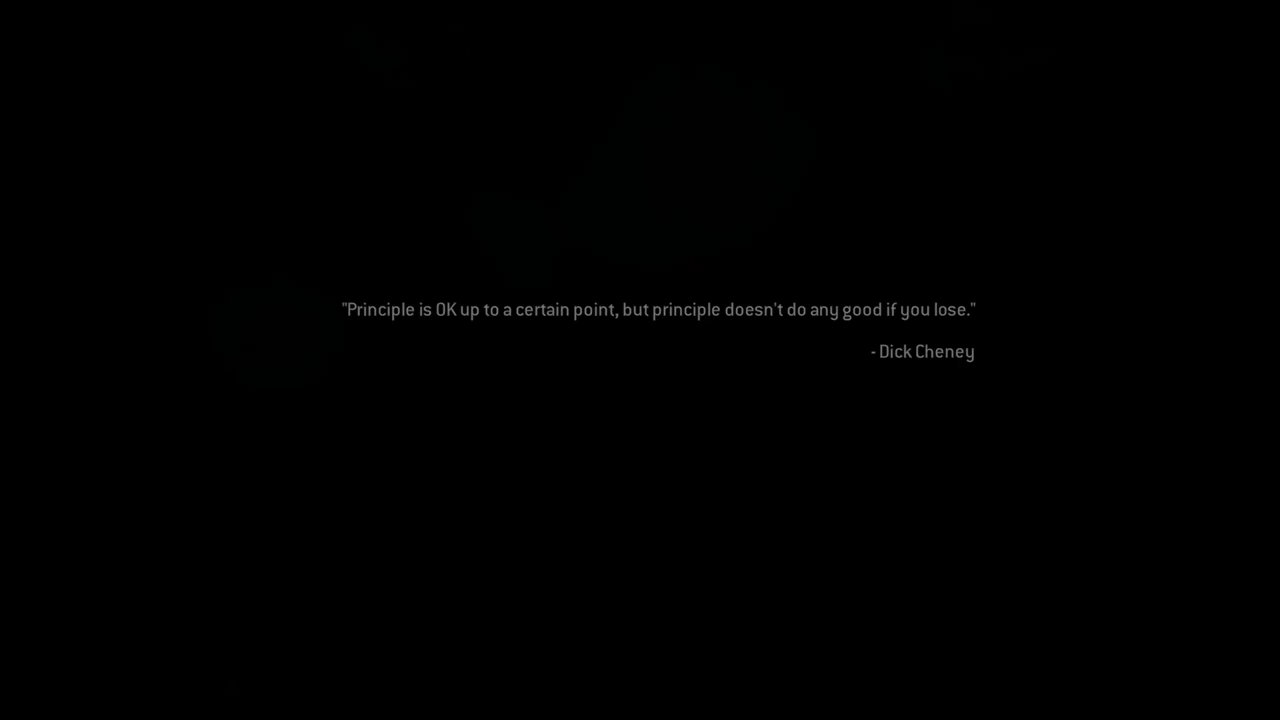 "Principle is OK up to a certain point, but principle doesn't do any good if you lose."
- Dick Cheney